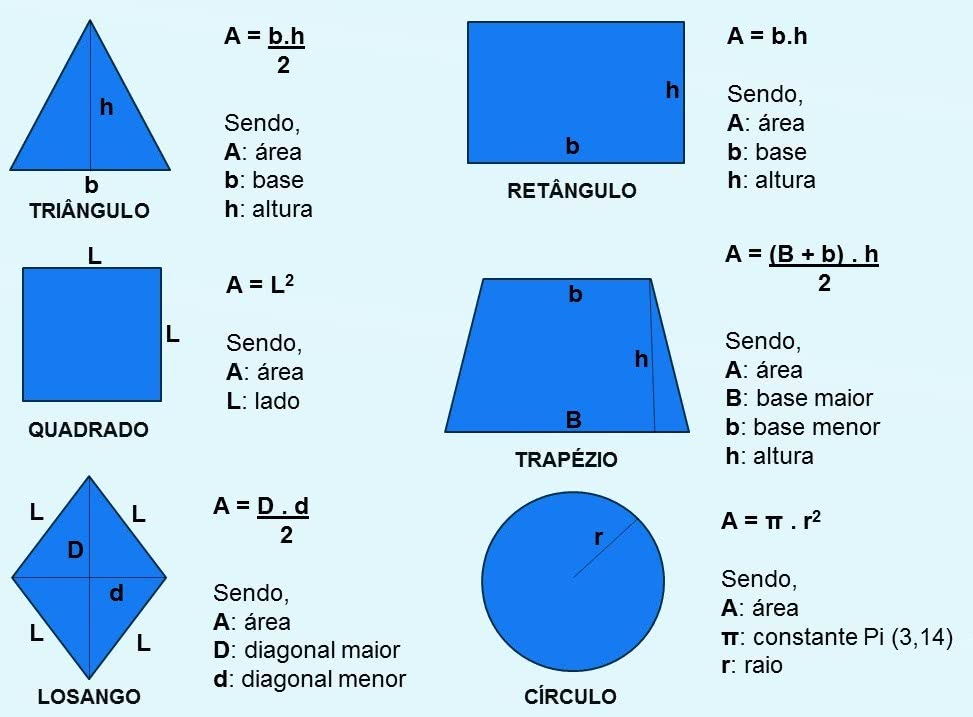 h
b
TRIÂNGULO
A = b.h
2
Sendo,
A: área
b: base
h: altura
h
b
RETÂNGULO
A = b.h
Sendo,
A: área
b: base
h: altura
L
L
QUADRADO
A = L²
Sendo,
A: área
L: lado
b
h
B
TRAPÉZIO
A = (B + b) . h
2
Sendo,
A: área
B: base maior
b: base menor
h: altura
L
L
D
d
L
L
LOSANGO
A = D . d
2
Sendo,
A: área
D: diagonal maior
d: diagonal menor
r
CÍRCULO
A = π . r²
Sendo,
A: área
π: constante Pi (3,14)
r: raio